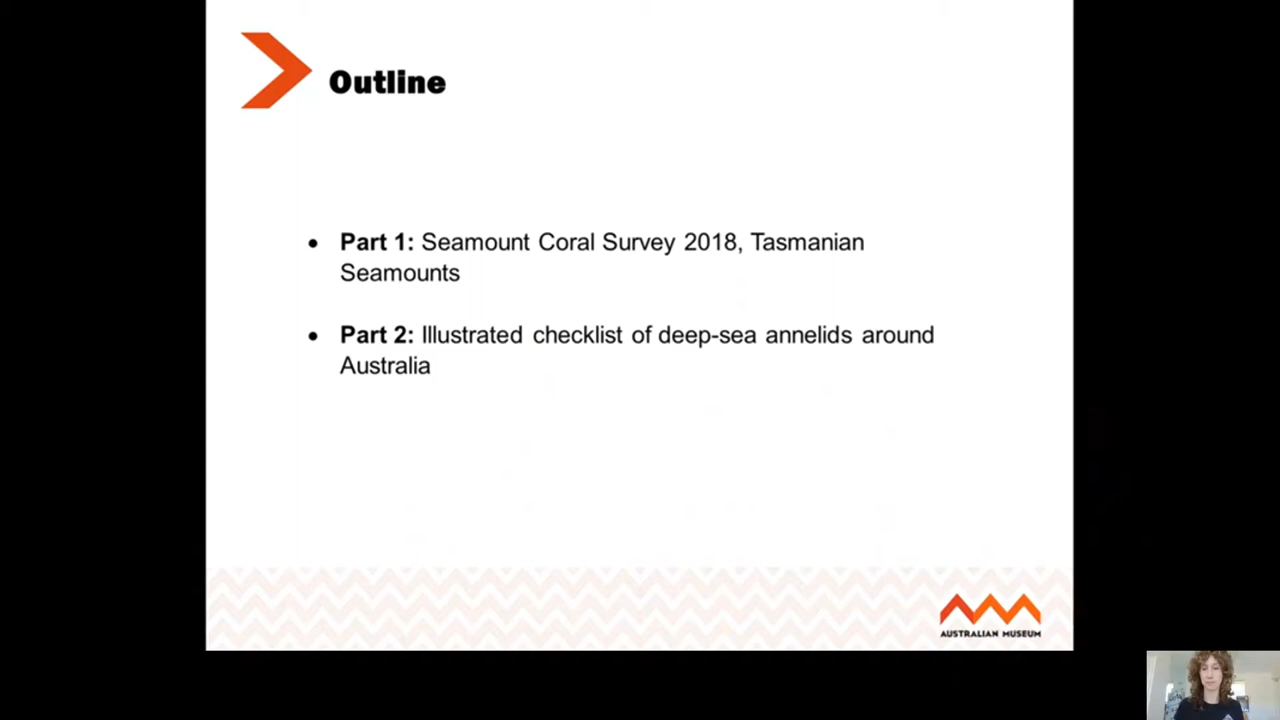 Outline
• Part 1: Seamount Coral Survey 2018, Tasmanian
Seamounts
• Part 2: Illustrated checklist of deep-sea annelids around
Australia
AUSTRALIAN MUSEUM